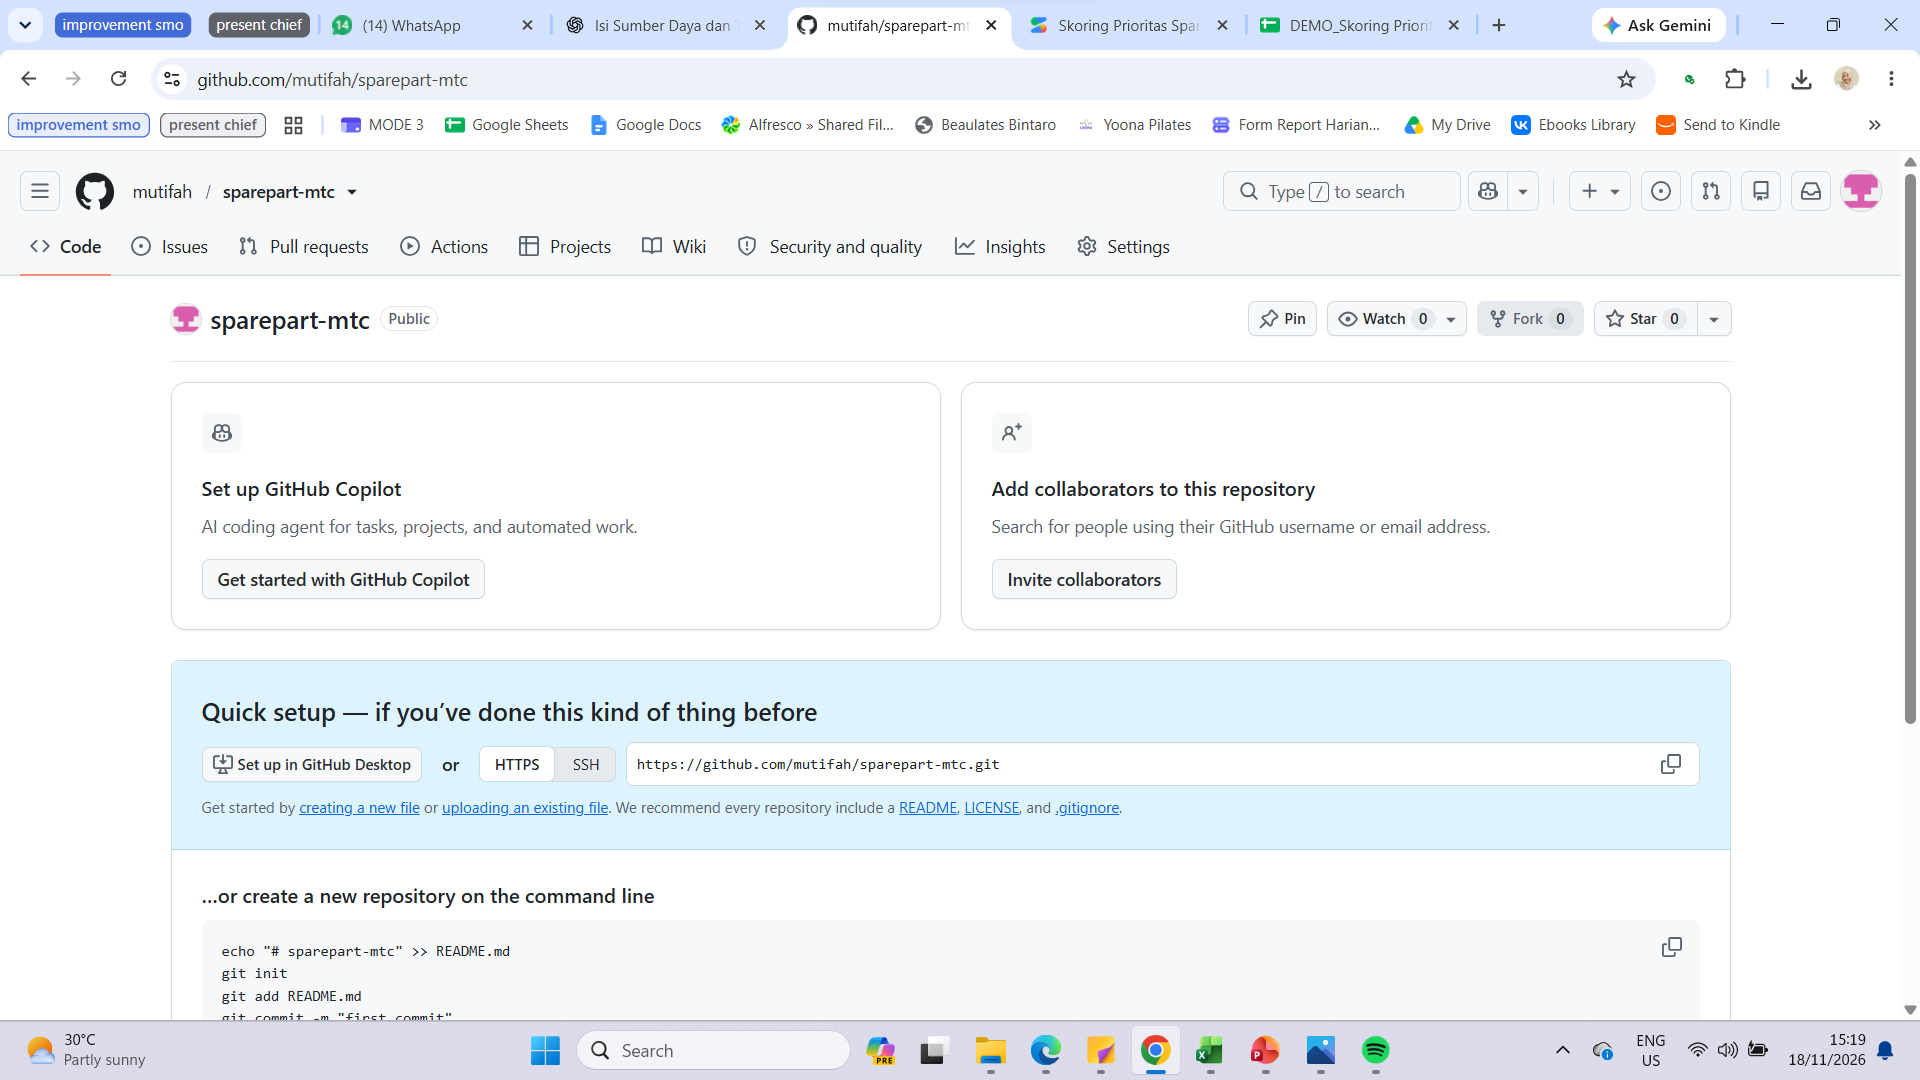 improvement smo
present chief
(14) WhatsApp
Isi Sumber Daya dan
mutifah/sparepart-mt
Skoring Prioritas Spar
DEMO_Skoring Priorit
Ask Gemini
github.com/mutifah/sparepart-mtc
improvement smo
present chief
MODE 3
Google Sheets
Google Docs
Alfresco » Shared Fil...
Beaulates Bintaro
Yoona Pilates
Form Report Harian...
My Drive
Ebooks Library
Send to Kindle
mutifah / sparepart-mtc
Type / to search
Code
Issues
Pull requests
Actions
Projects
Wiki
Security and quality
Insights
Settings
sparepart-mtc Public
Pin
Watch 0
Fork 0
Star 0
Set up GitHub Copilot
AI coding agent for tasks, projects, and automated work.
Get started with GitHub Copilot
Add collaborators to this repository
Search for people using their GitHub username or email address.
Invite collaborators
Quick setup — if you’ve done this kind of thing before
Set up in GitHub Desktop or HTTPS SSH https://github.com/mutifah/sparepart-mtc.git
Get started by creating a new file or uploading an existing file. We recommend every repository include a README, LICENSE, and .gitignore.
…or create a new repository on the command line
echo "# sparepart-mtc" >> README.md
git init
git add README.md
git commit -m "first commit"
30°C
Partly sunny
Search
PRE
ENG
US
15:19
18/11/2026